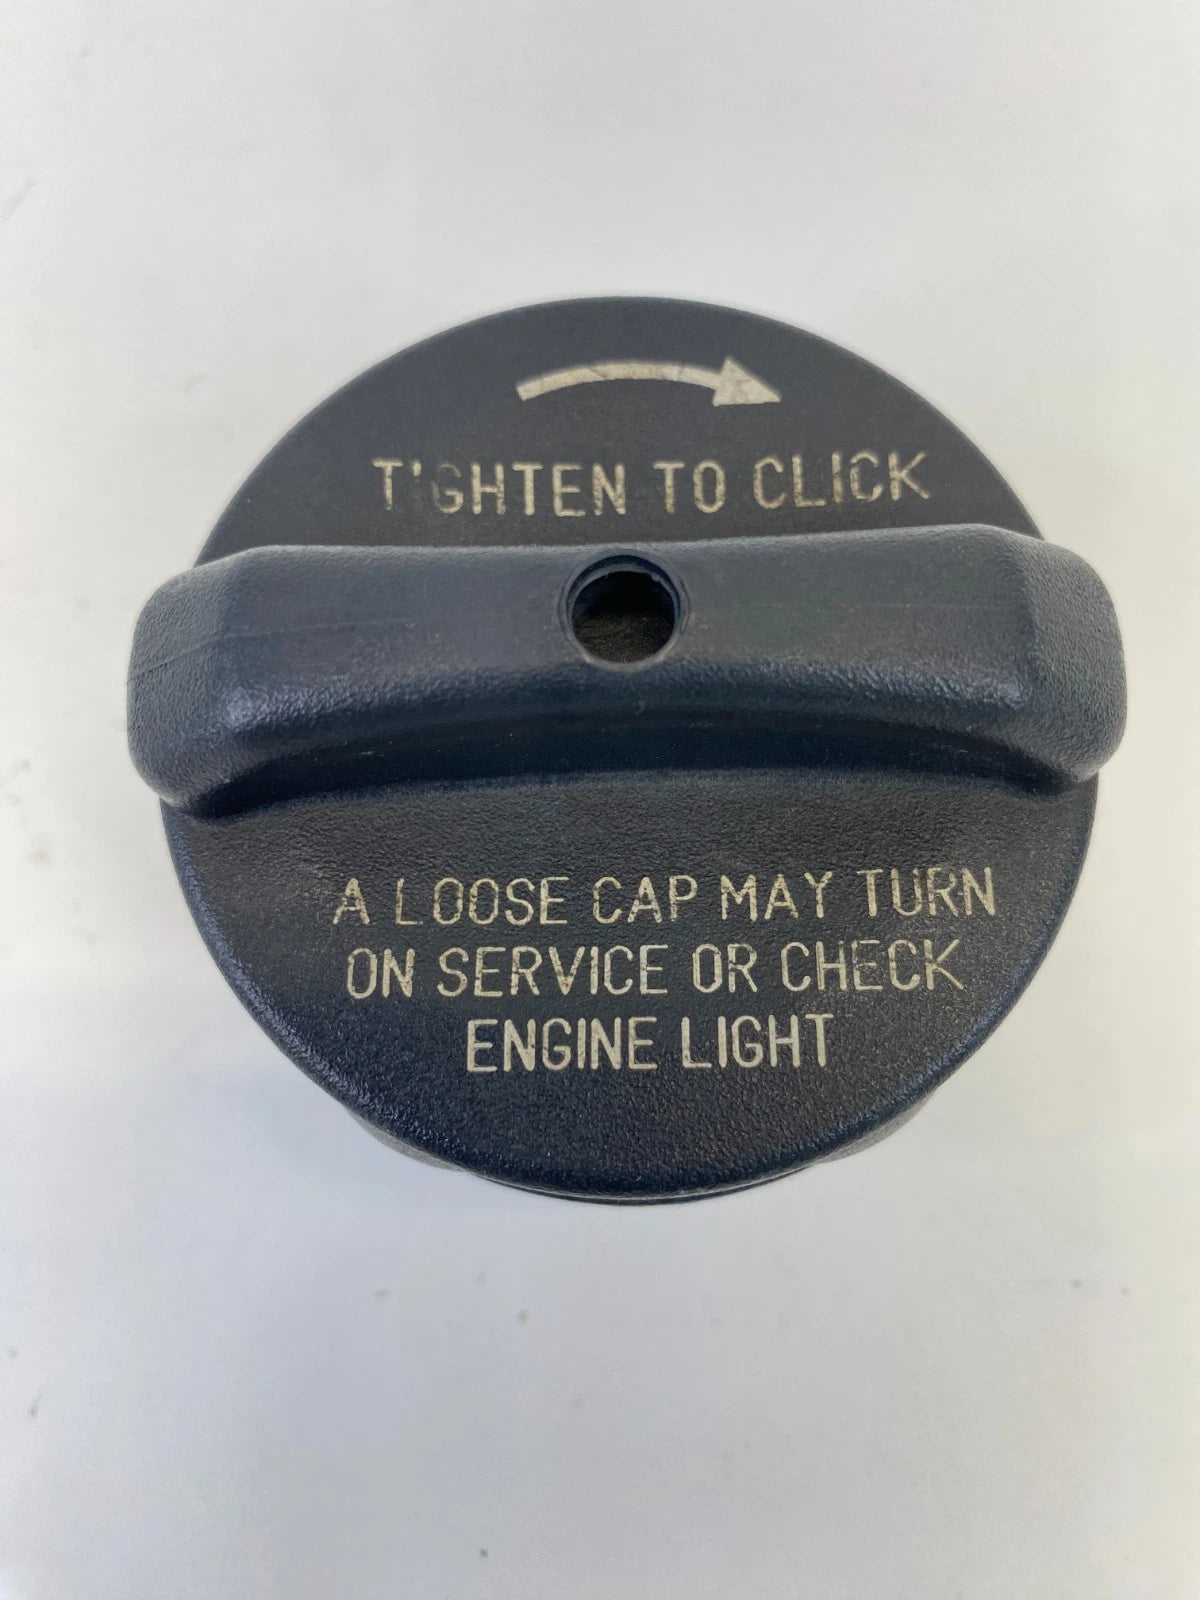 TIGHTEN TO CLICK
A LOOSE CAP MAY TURN
ON SERVICE OR CHECK
ENGINE LIGHT